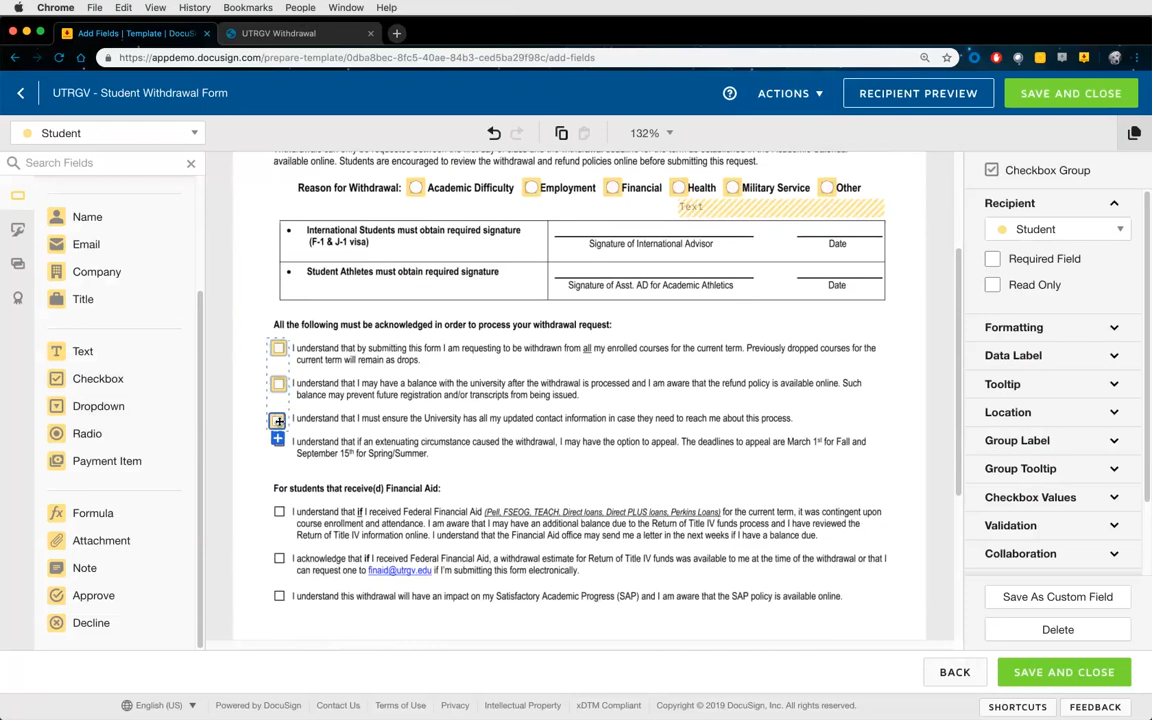 Chrome File Edit View History Bookmarks People Window Help
Add Fields | Template | DocuS
UTRGV Withdrawal
https://appdemo.docusign.com/prepare-template/0dba8bec-8fc5-40ae-84b3-ced5ba29f98c/add-fields
UTRGV - Student Withdrawal Form
ACTIONS
RECIPIENT PREVIEW
SAVE AND CLOSE
Student
132%
Search Fields
Name
Email
Company
Title
Text
Checkbox
Dropdown
Radio
Payment Item
Formula
Attachment
Note
Approve
Decline
available online. Students are encouraged to review the withdrawal and refund policies online before submitting this request.
Reason for Withdrawal: Academic Difficulty Employment Financial Health Military Service Other
Text
• International Students must obtain required signature
(F-1 & J-1 visa)
Signature of International Advisor Date
• Student Athletes must obtain required signature
Signature of Asst. AD for Academic Athletics Date
All the following must be acknowledged in order to process your withdrawal request:
I understand that by submitting this form I am requesting to be withdrawn from all my enrolled courses for the current term. Previously dropped courses for the
current term will remain as drops.
I understand that I may have a balance with the university after the withdrawal is processed and I am aware that the refund policy is available online. Such
balance may prevent future registration and/or transcripts from being issued.
I understand that I must ensure the University has all my updated contact information in case they need to reach me about this process.
I understand that if an extenuating circumstance caused the withdrawal, I may have the option to appeal. The deadlines to appeal are March 1st for Fall and
September 15th for Spring/Summer.
For students that receive(d) Financial Aid:
I understand that if I received Federal Financial Aid (Pell, FSEOG, TEACH, Direct loans, Direct PLUS loans, Perkins Loans) for the current term, it was contingent upon
course enrollment and attendance. I am aware that I may have an additional balance due to the Return of Title IV funds process and I have reviewed the
Return of Title IV information online. I understand that the Financial Aid office may send me a letter in the next weeks if I have a balance due.
I acknowledge that if I received Federal Financial Aid, a withdrawal estimate for Return of Title IV funds was available to me at the time of the withdrawal or that I
can request one to finaid@utrgv.edu if I'm submitting this form electronically.
I understand this withdrawal will have an impact on my Satisfactory Academic Progress (SAP) and I am aware that the SAP policy is available online.
Checkbox Group
Recipient
Student
Required Field
Read Only
Formatting
Data Label
Tooltip
Location
Group Label
Group Tooltip
Checkbox Values
Validation
Collaboration
Save As Custom Field
Delete
BACK
SAVE AND CLOSE
English (US) Powered by DocuSign Contact Us Terms of Use Privacy Intellectual Property xDTM Compliant Copyright © 2019 DocuSign, Inc. All rights reserved.
SHORTCUTS
FEEDBACK